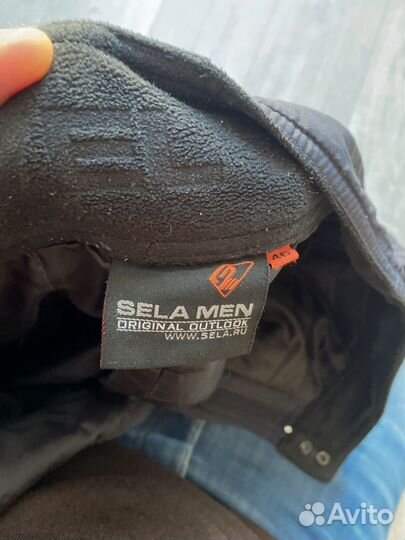 46
SELA MEN
ORIGINAL OUTLOOK
WWW.SELA.RU
Avito